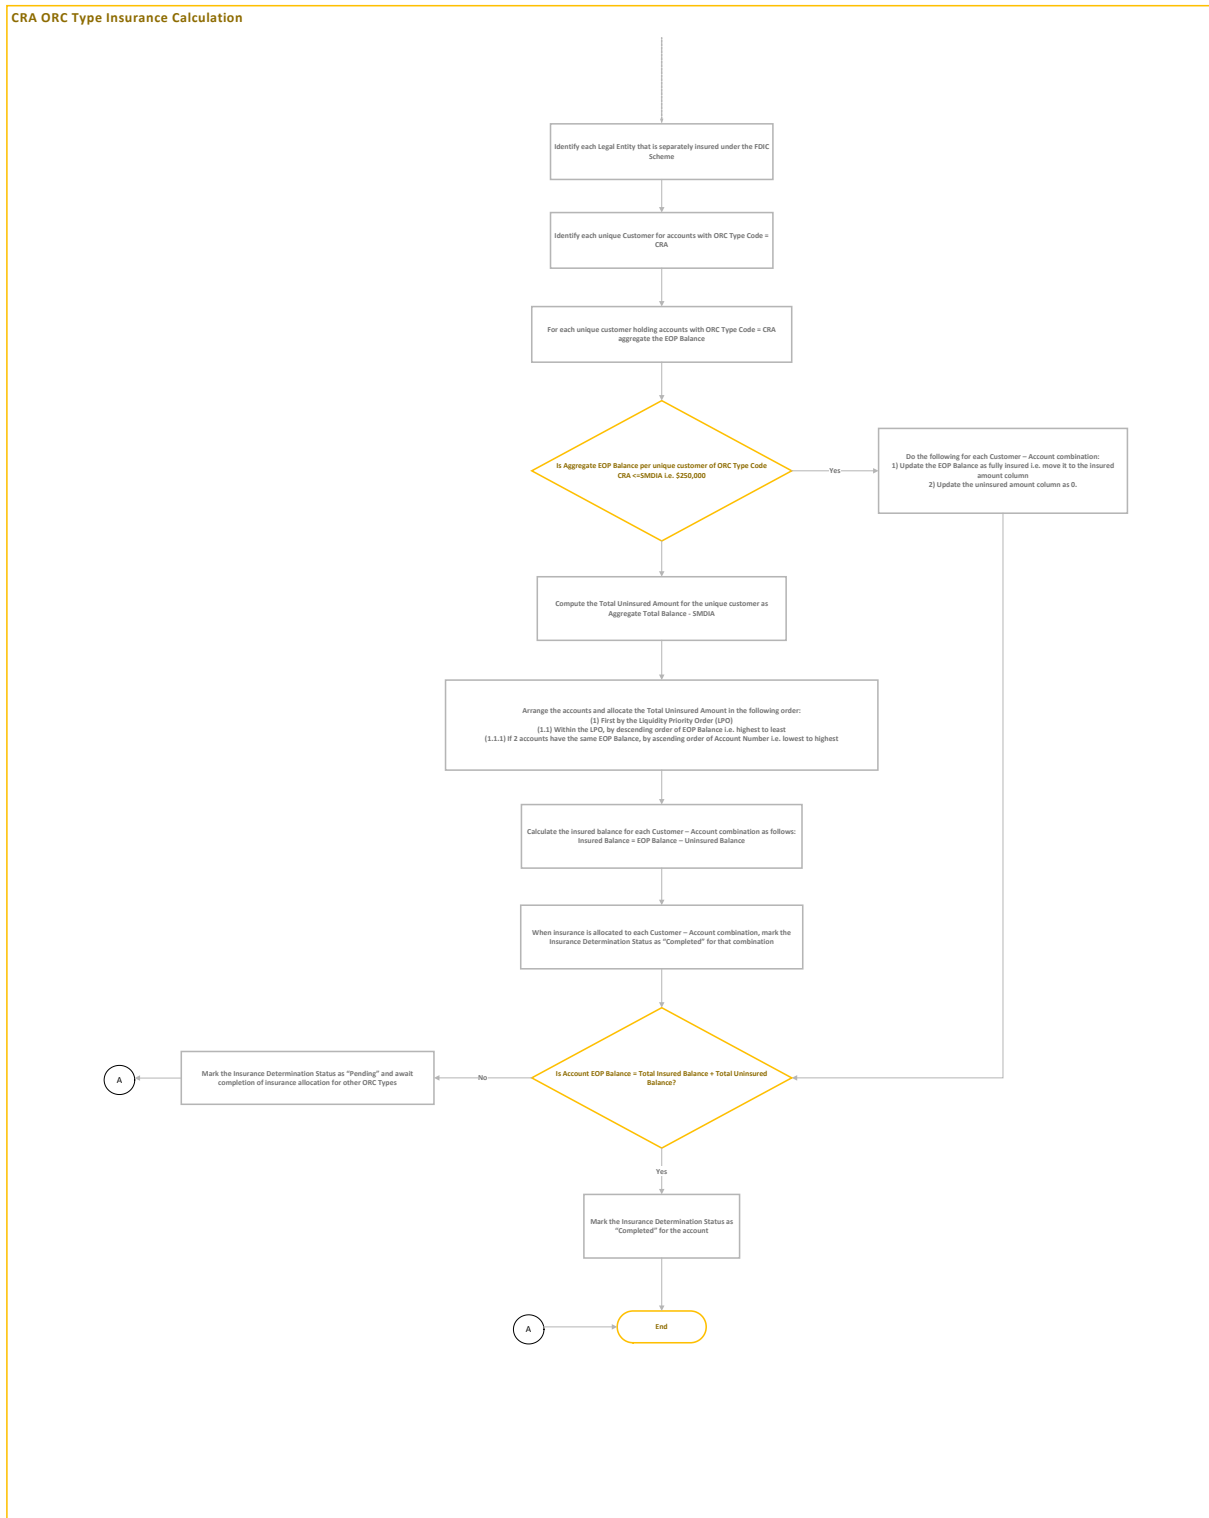 CRA ORC Type Insurance Calculation
Identify each Legal Entity that is separately insured under the FDIC
Scheme
Identify each unique Customer for accounts with ORC Type Code =
CRA
For each unique customer holding accounts with ORC Type Code = CRA
aggregate the EOP Balance
Is Aggregate EOP Balance per unique customer of ORC Type Code
CRA <=SMDIA i.e. $250,000
Yes
Do the following for each Customer – Account combination:
1) Update the EOP Balance as fully insured i.e. move it to the insured
amount column
2) Update the uninsured amount column as 0.
Compute the Total Uninsured Amount for the unique customer as
Aggregate Total Balance - SMDIA
Arrange the accounts and allocate the Total Uninsured Amount in the following order:
(1) First by the Liquidity Priority Order (LPO)
(1.1) Within the LPO, by descending order of EOP Balance i.e. highest to least
(1.1.1) If 2 accounts have the same EOP Balance, by ascending order of Account Number i.e. lowest to highest
Calculate the insured balance for each Customer – Account combination as follows:
Insured Balance = EOP Balance – Uninsured Balance
When insurance is allocated to each Customer – Account combination, mark the
Insurance Determination Status as "Completed" for that combination
Is Account EOP Balance = Total Insured Balance + Total Uninsured
Balance?
No
Mark the Insurance Determination Status as "Pending" and await
completion of insurance allocation for other ORC Types
A
Yes
Mark the Insurance Determination Status as
"Completed" for the account
A
End